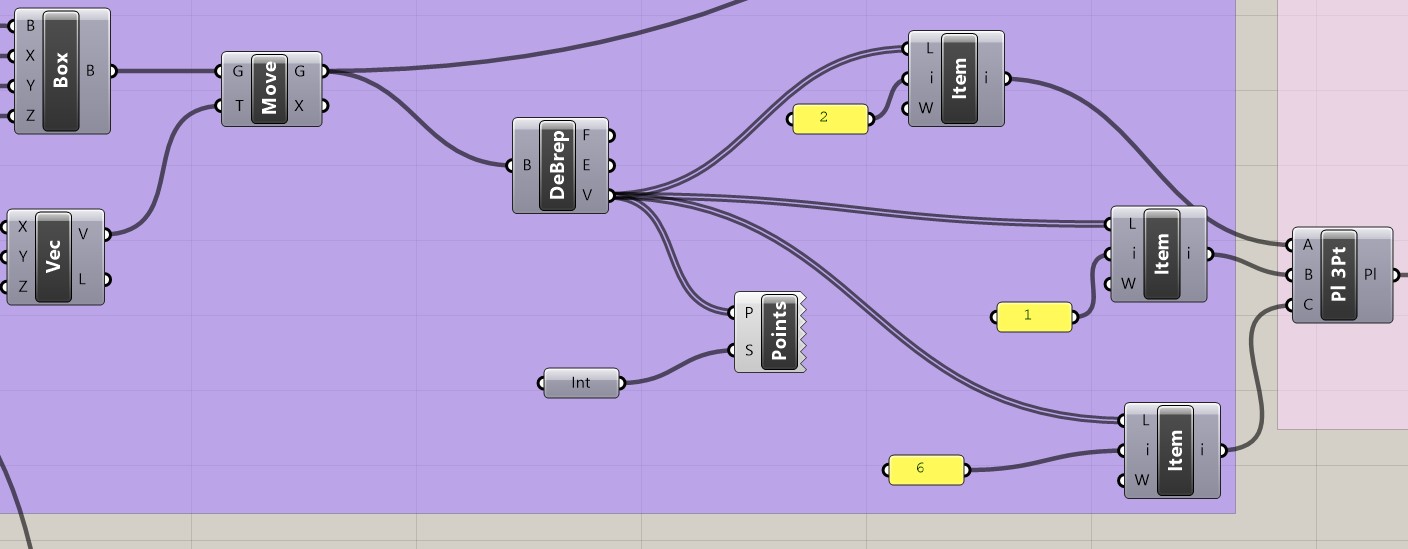 B
X
Y
Z
Box
B
G
T
Move
G
X
X
Y
Z
Vec
V
L
B
DeBrep
F
E
V
P
S
Points
Int
2
L
i
W
Item
i
1
L
i
W
Item
i
6
L
i
W
Item
i
A
B
C
Pl 3Pt
Pl